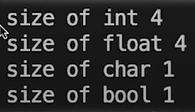 size of int 4
size of float 4
size of char 1
size of bool 1